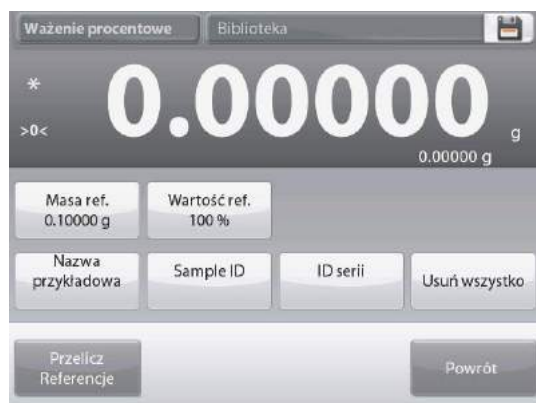 Ważenie procentowe Biblioteka
*
0.00000 g
>0<
0.00000 g
Masa ref.
0.10000 g
Wartość ref.
100 %
Nazwa
przykładowa
Sample ID
ID serii
Usuń wszystko
Przelicz
Referencje
Powrót